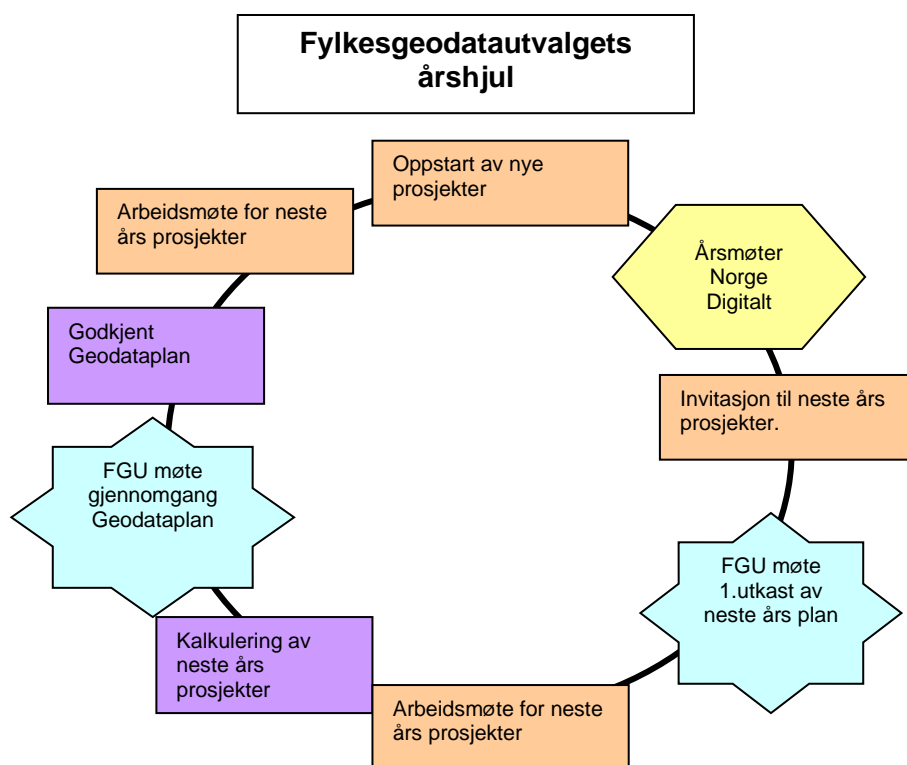 Fylkesgeodatautvalgets
årshjul
Oppstart av nye
prosjekter
Arbeidsmøte for neste
års prosjekter
Årsmøter
Norge
Digitalt
Godkjent
Geodataplan
Invitasjon til neste års
prosjekter.
FGU møte
gjennomgang
Geodataplan
FGU møte
1.utkast av
neste års plan
Kalkulering av
neste års
prosjekter
Arbeidsmøte for neste
års prosjekter